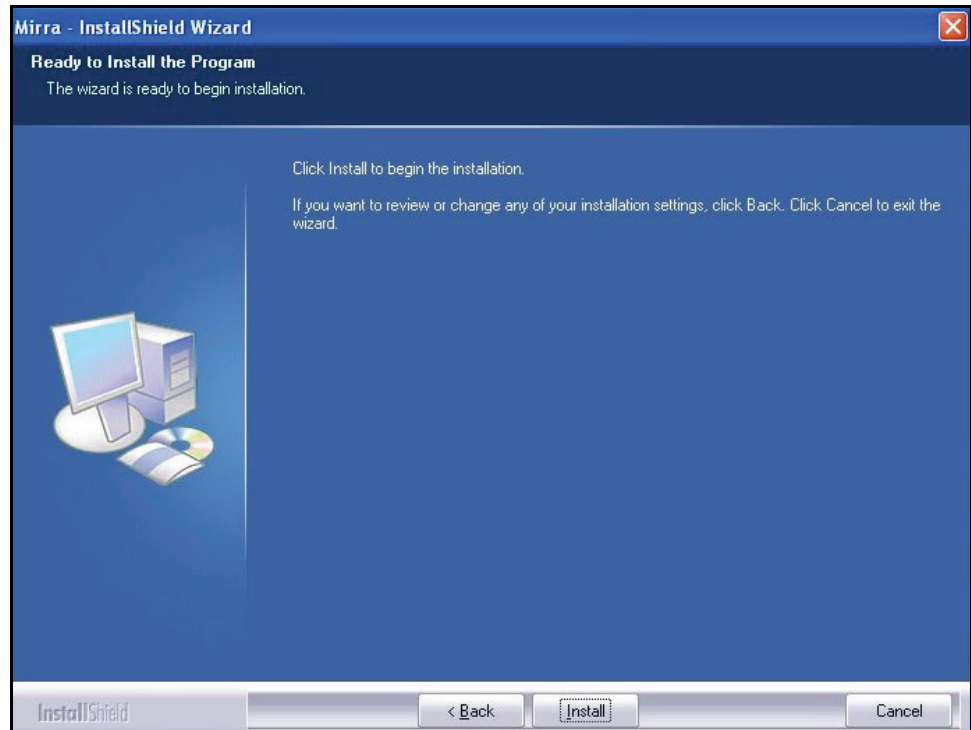 Mirra - InstallShield Wizard
Ready to Install the Program
The wizard is ready to begin installation.
Click Install to begin the installation.
If you want to review or change any of your installation settings, click Back. Click Cancel to exit the
wizard.
InstallShield
< Back
Install
Cancel